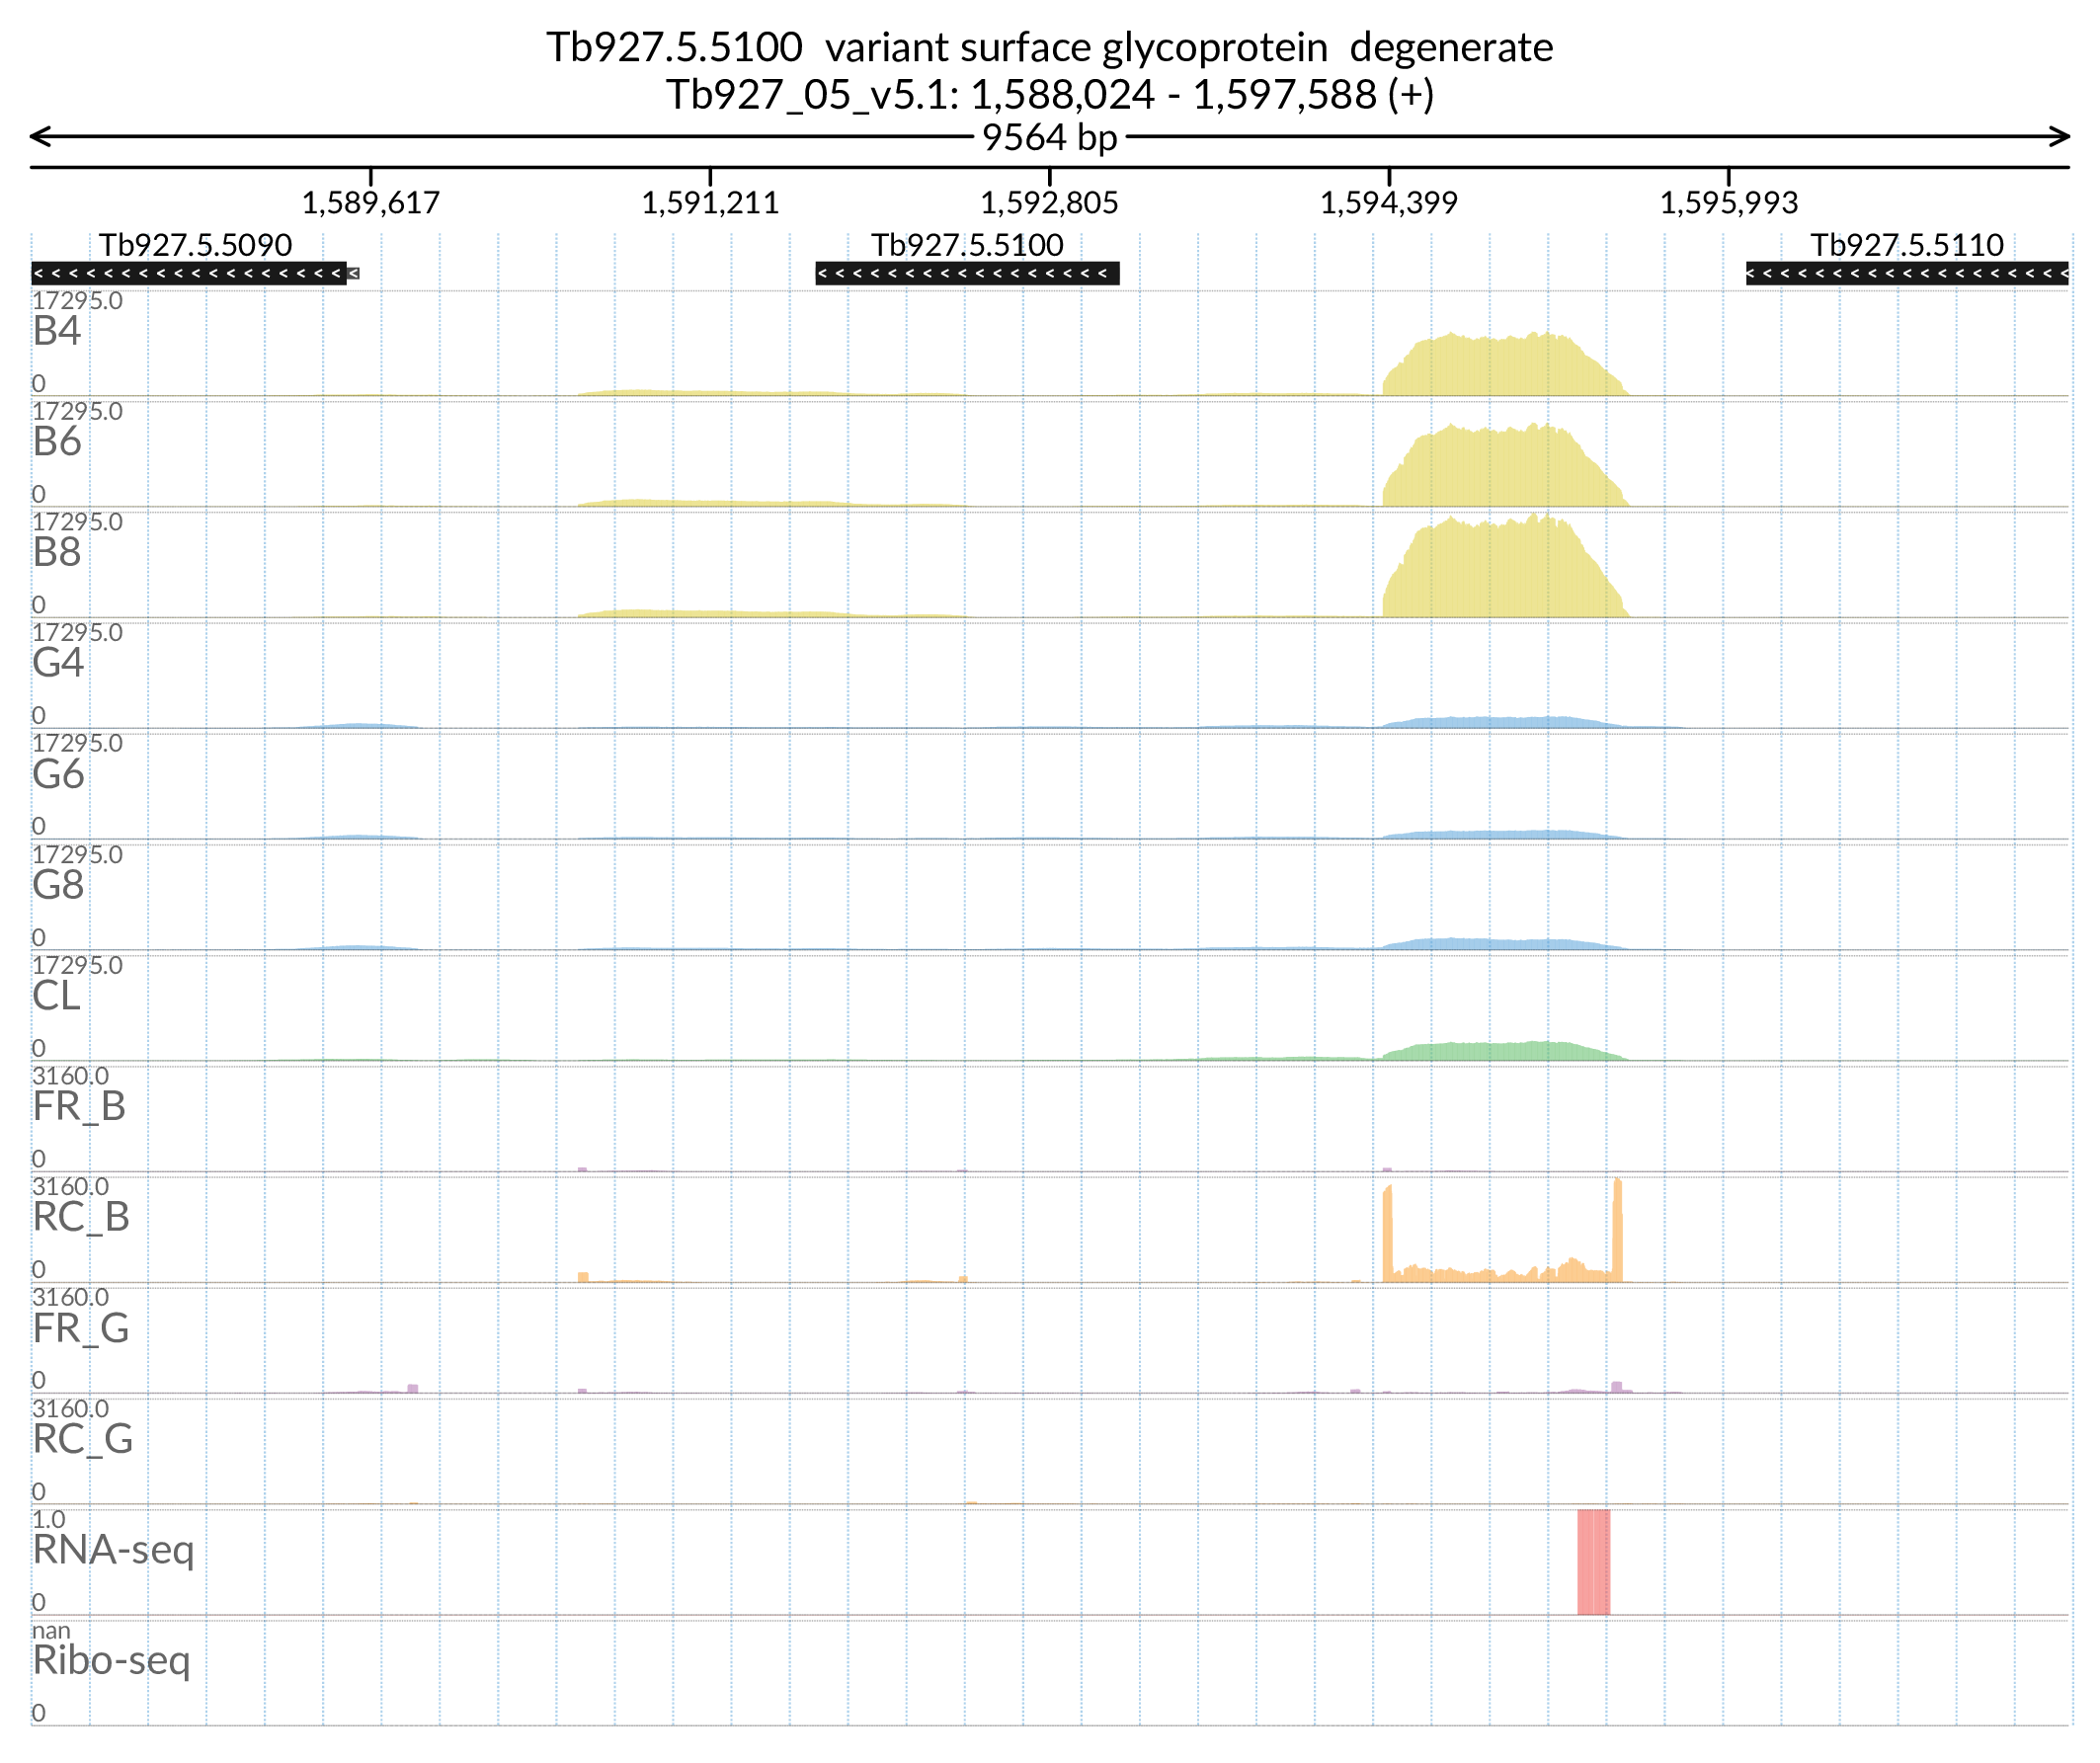 Tb927.5.5100 variant surface glycoprotein degenerate
Tb927_05_v5.1: 1,588,024 - 1,597,588 (+)
9564 bp
1,589,617 1,591,211 1,592,805 1,594,399 1,595,993
Tb927.5.5090 Tb927.5.5100 Tb927.5.5110
17295.0
B4
0
17295.0
B6
0
17295.0
B8
0
17295.0
G4
0
17295.0
G6
0
17295.0
G8
0
17295.0
CL
0
3160.0
FR_B
0
3160.0
RC_B
0
3160.0
FR_G
0
3160.0
RC_G
0
1.0
RNA-seq
0
nan
Ribo-seq
0